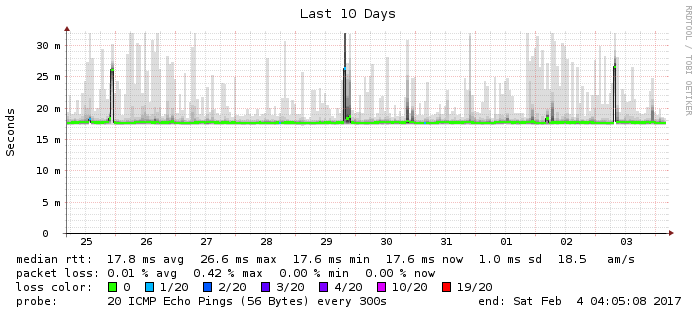 Last 10 Days
RRDTOOL / TOBI OETIKER
Seconds
30 m
25 m
20 m
15 m
10 m
5 m
0
25 26 27 28 29 30 31 01 02 03
median rtt: 17.8 ms avg 26.6 ms max 17.6 ms min 17.6 ms now 1.0 ms sd 18.5 am/s
packet loss: 0.01 % avg 0.42 % max 0.00 % min 0.00 % now
loss color: 0 1/20 2/20 3/20 4/20 10/20 19/20
probe: 20 ICMP Echo Pings (56 Bytes) every 300s end: Sat Feb 4 04:05:08 2017